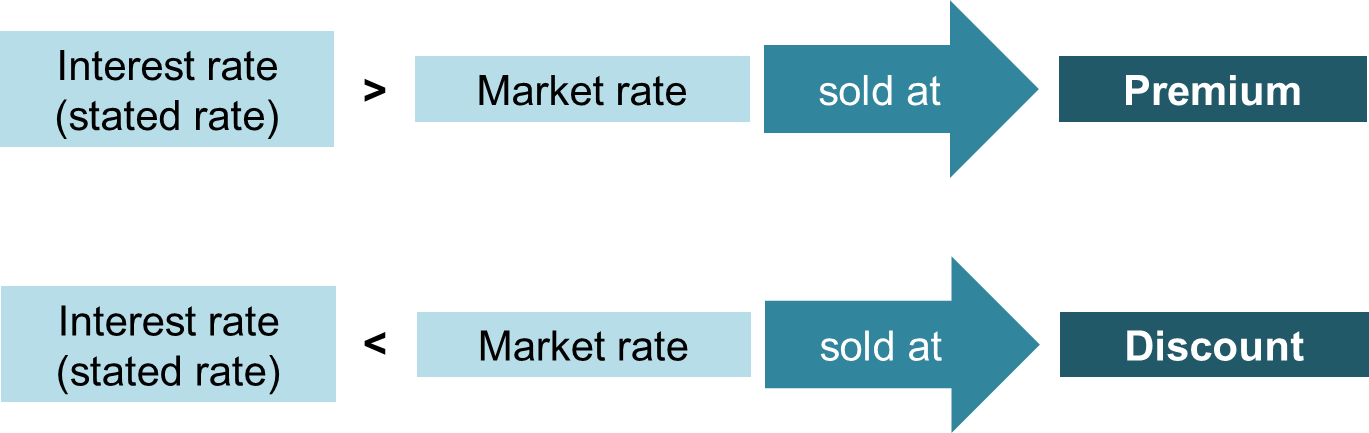 Interest rate
(stated rate)
>
Market rate
sold at
Premium
Interest rate
(stated rate)
<
Market rate
sold at
Discount